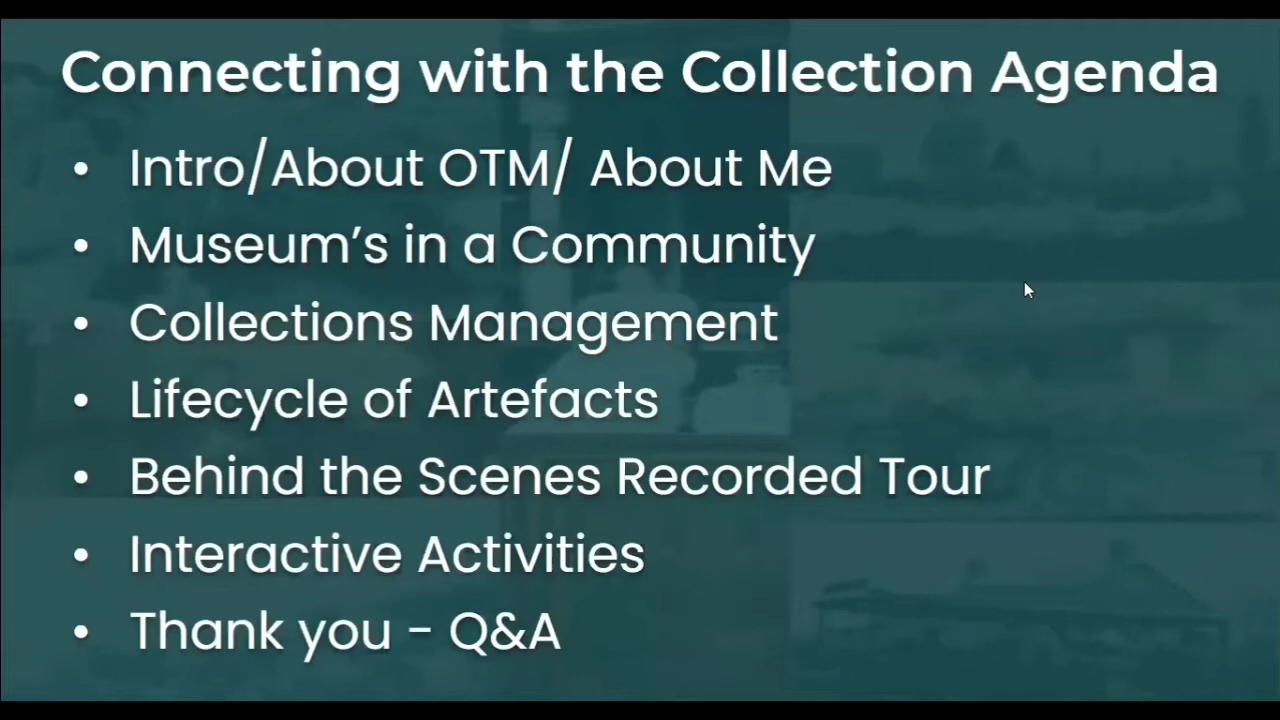 Connecting with the Collection Agenda
• Intro/About OTM/ About Me
• Museum’s in a Community
• Collections Management
• Lifecycle of Artefacts
• Behind the Scenes Recorded Tour
• Interactive Activities
• Thank you - Q&A